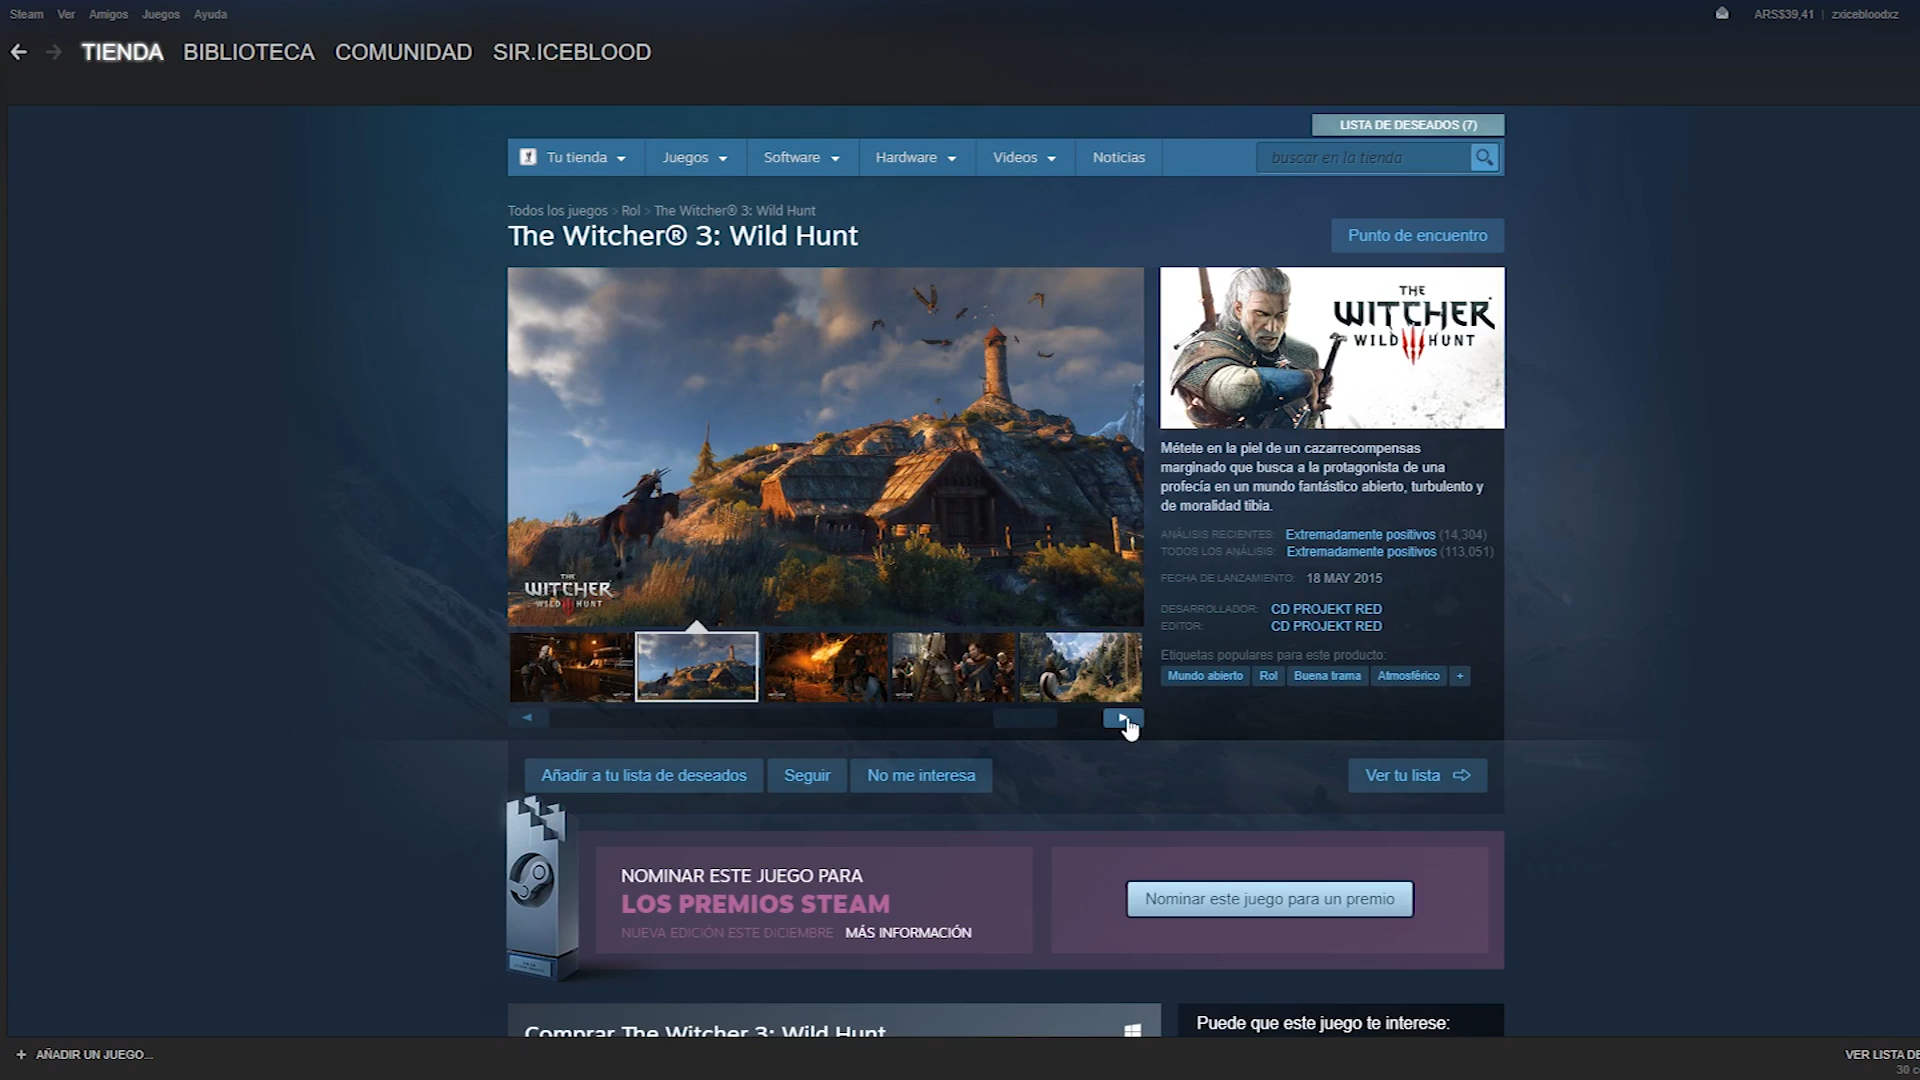 Steam Ver Amigos Juegos Ayuda
ARS$39,41 | zxicebloodxz
TIENDA BIBLIOTECA COMUNIDAD SIR.ICEBLOOD
LISTA DE DESEADOS (7)
Tu tienda Juegos Software Hardware Videos Noticias
buscar en la tienda
Todos los juegos > Rol > The Witcher® 3: Wild Hunt
The Witcher® 3: Wild Hunt
Punto de encuentro
THE
WITCHER
WILD HUNT
Métete en la piel de un cazarrecompensas
marginado que busca a la protagonista de una
profecía en un mundo fantástico abierto, turbulento y
de moralidad tibia.
ANÁLISIS RECIENTES: Extremadamente positivos (14,304)
TODOS LOS ANÁLISIS: Extremadamente positivos (113,051)
FECHA DE LANZAMIENTO: 18 MAY 2015
DESARROLLADOR: CD PROJEKT RED
EDITOR: CD PROJEKT RED
Etiquetas populares para este producto:
Mundo abierto Rol Buena trama Atmosférico +
THE
WITCHER
WILD HUNT
Añadir a tu lista de deseados Seguir No me interesa Ver tu lista
NOMINAR ESTE JUEGO PARA
LOS PREMIOS STEAM
NUEVA EDICIÓN ESTE DICIEMBRE MÁS INFORMACIÓN
Nominar este juego para un premio
Comprar The Witcher 3: Wild Hunt
Puede que este juego te interese:
+ AÑADIR UN JUEGO...
VER LISTA DE
30 c